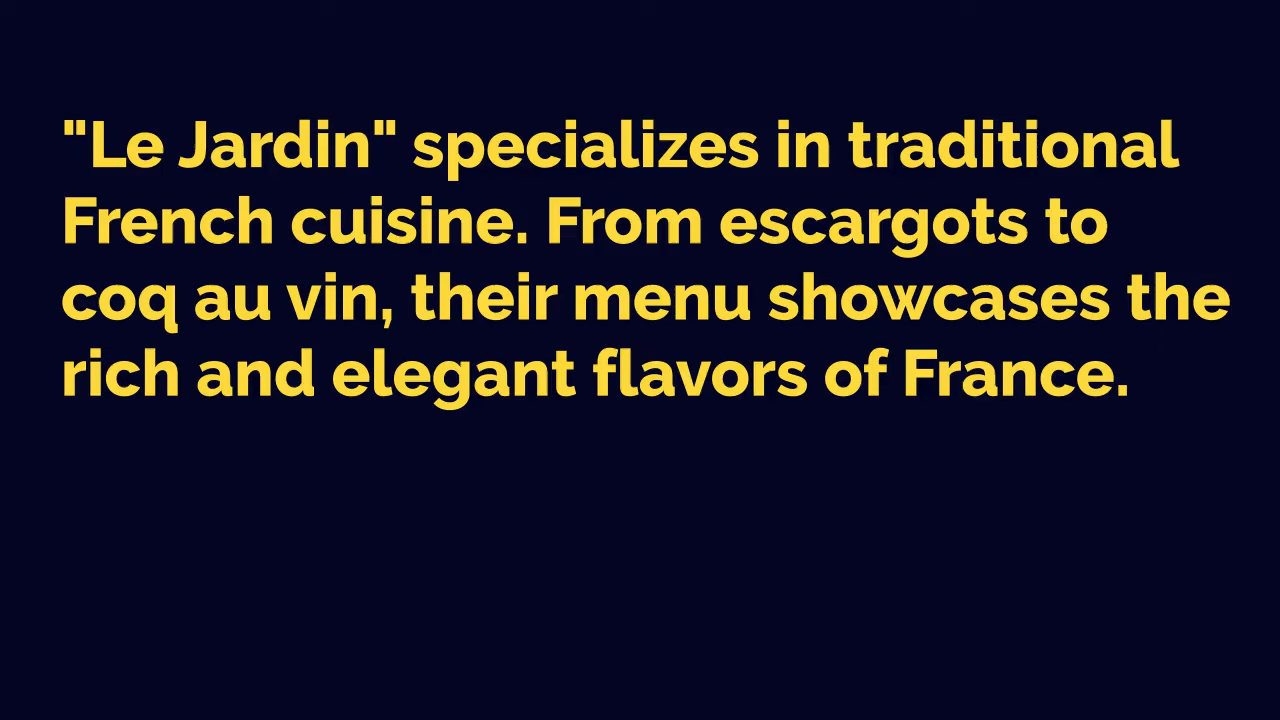 "Le Jardin" specializes in traditional
French cuisine. From escargots to
coq au vin, their menu showcases the
rich and elegant flavors of France.